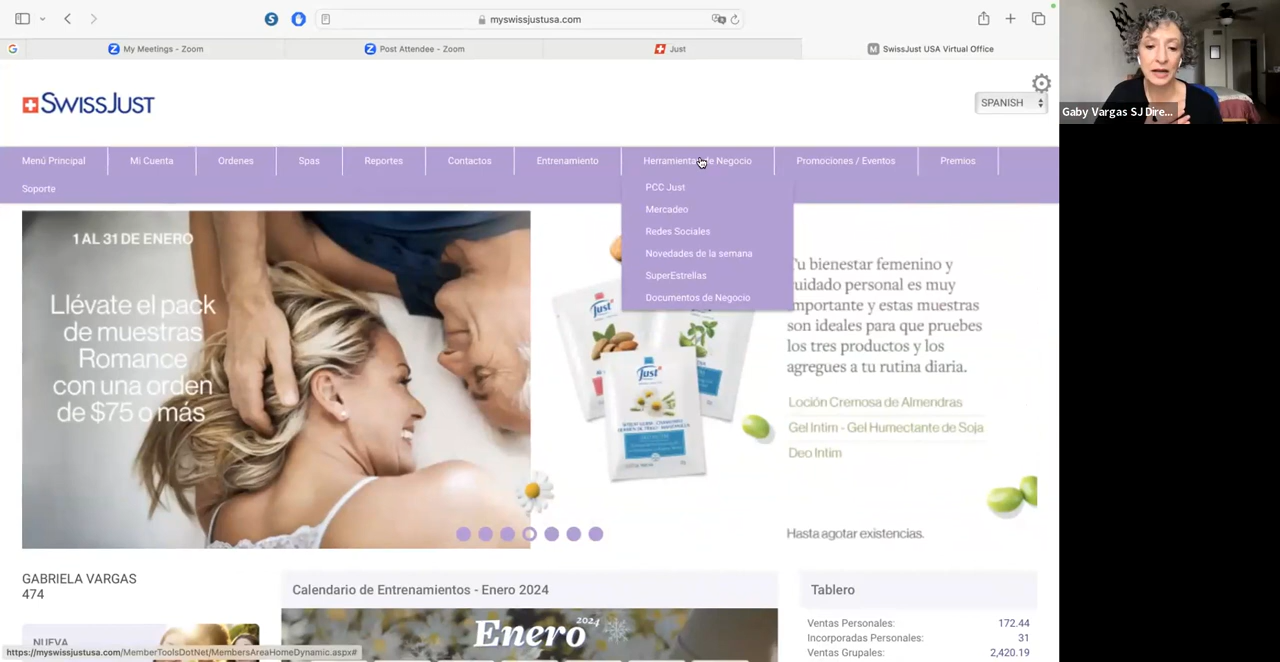 myswissjustusa.com
G
My Meetings - Zoom
Post Attendee - Zoom
Just
M
SwissJust USA Virtual Office
Gaby Vargas SJ Dire...
SWISSJUST
SPANISH
Menú Principal
Mi Cuenta
Ordenes
Spas
Reportes
Contactos
Entrenamiento
Herramientas de Negocio
Promociones / Eventos
Premios
Soporte
PCC Just
Mercadeo
Redes Sociales
Novedades de la semana
SuperEstrellas
Documentos de Negocio
1 AL 31 DE ENERO
Llévate el pack
de muestras
Romance
con una orden
de $75 o más
Just
Just
Just
Tu bienestar femenino y
cuidado personal es muy
importante y estas muestras
son ideales para que pruebes
los tres productos y los
agregues a tu rutina diaria.
Loción Cremosa de Almendras
Gel Intim - Gel Humectante de Soja
Deo Intim
Hasta agotar existencias.
GABRIELA VARGAS
474
NUEVA
Calendario de Entrenamientos - Enero 2024
Enero 2024
Tablero
Ventas Personales: 172.44
Incorporadas Personales: 31
Ventas Grupales: 2,420.19
https://myswissjustusa.com/MemberToolsDotNet/MembersAreaHomeDynamic.aspx#